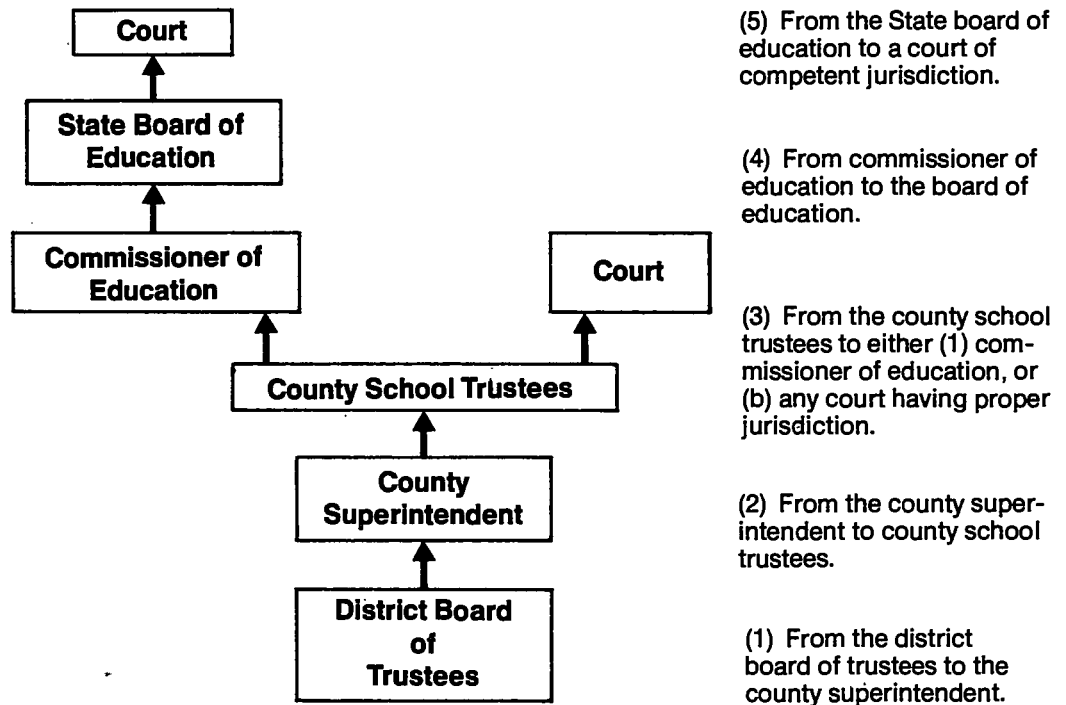 Court
State Board of
Education
Commissioner of
Education
Court
County School Trustees
County
Superintendent
District Board
of
Trustees
(5) From the State board of
education to a court of
competent jurisdiction.
(4) From commissioner of
education to the board of
education.
(3) From the county school
trustees to either (1) com-
missioner of education, or
(b) any court having proper
jurisdiction.
(2) From the county super-
intendent to county school
trustees.
(1) From the district
board of trustees to the
county superintendent.